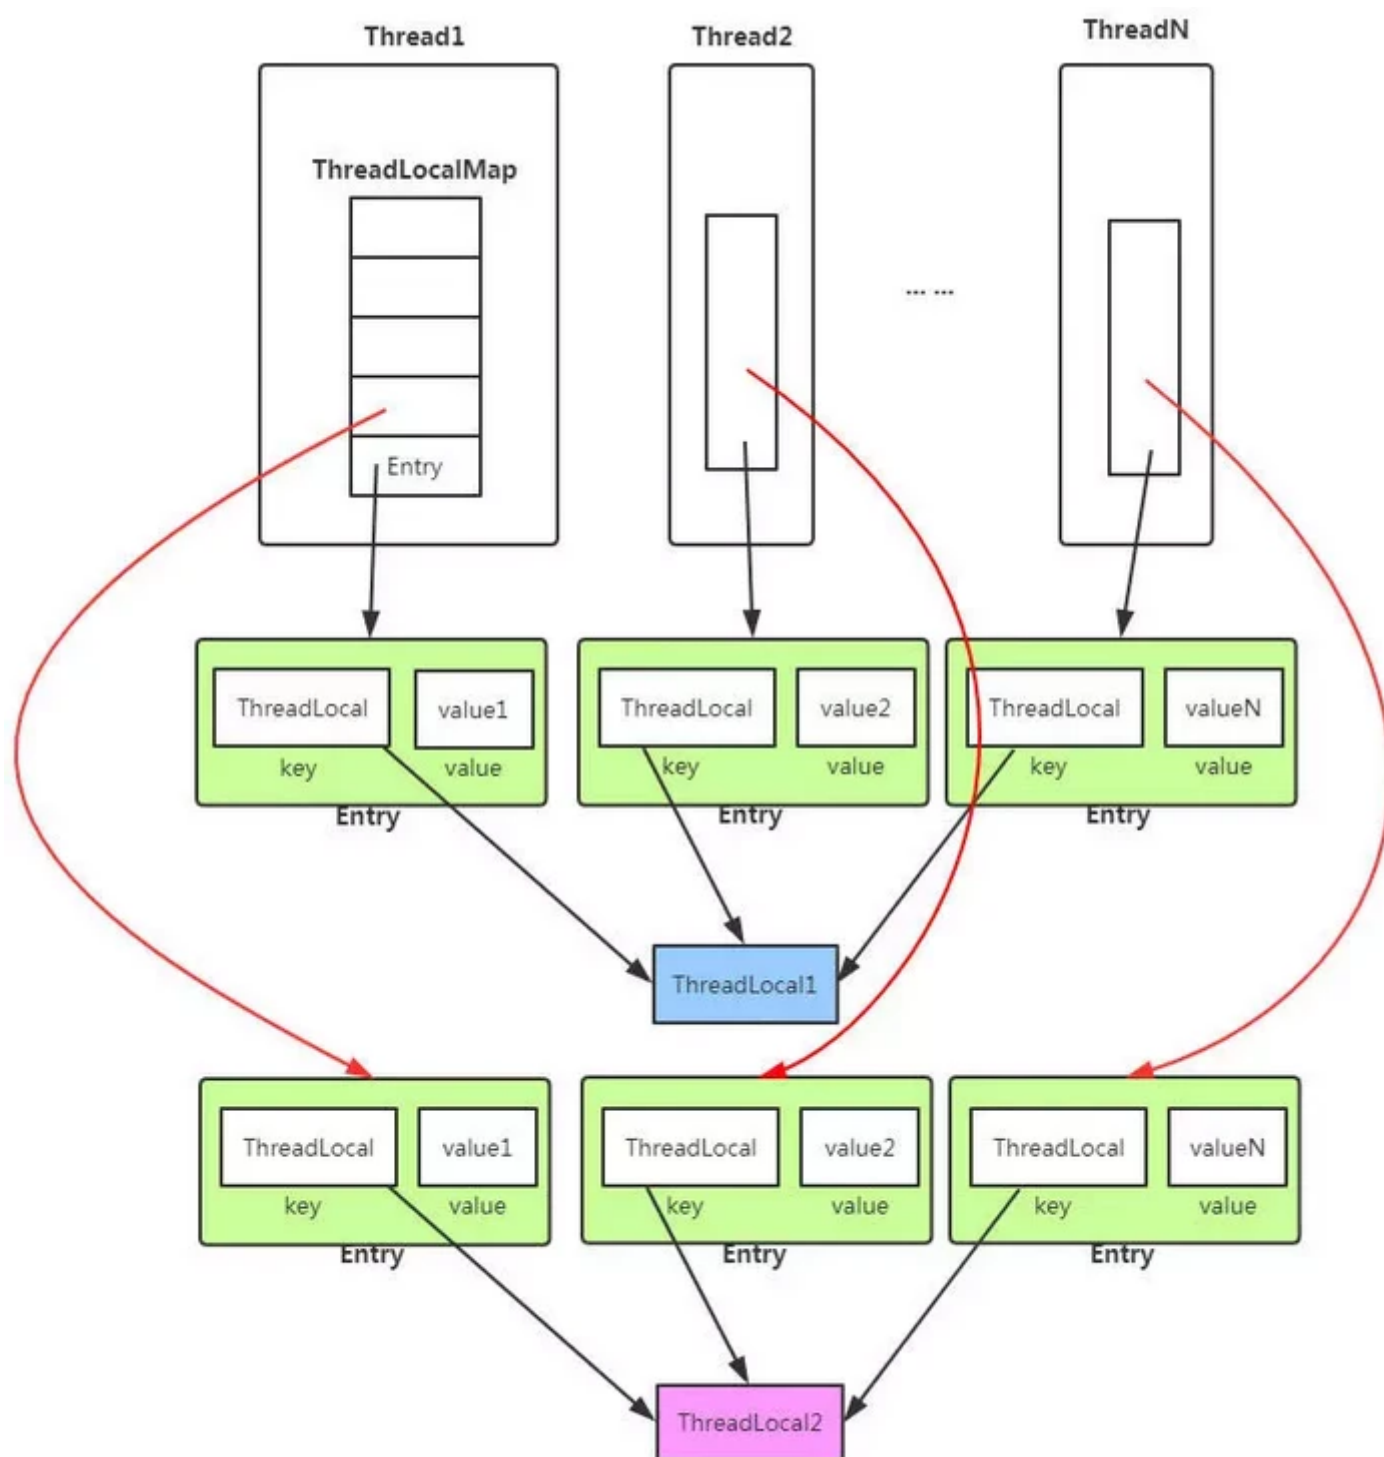 Thread1
Thread2
ThreadN
ThreadLocalMap
... ...
Entry
ThreadLocal
value1
ThreadLocal
value2
ThreadLocal
valueN
key
value
key
value
key
value
Entry
Entry
Entry
ThreadLocal1
ThreadLocal
value1
ThreadLocal
value2
ThreadLocal
valueN
key
value
key
value
key
value
Entry
Entry
Entry
ThreadLocal2